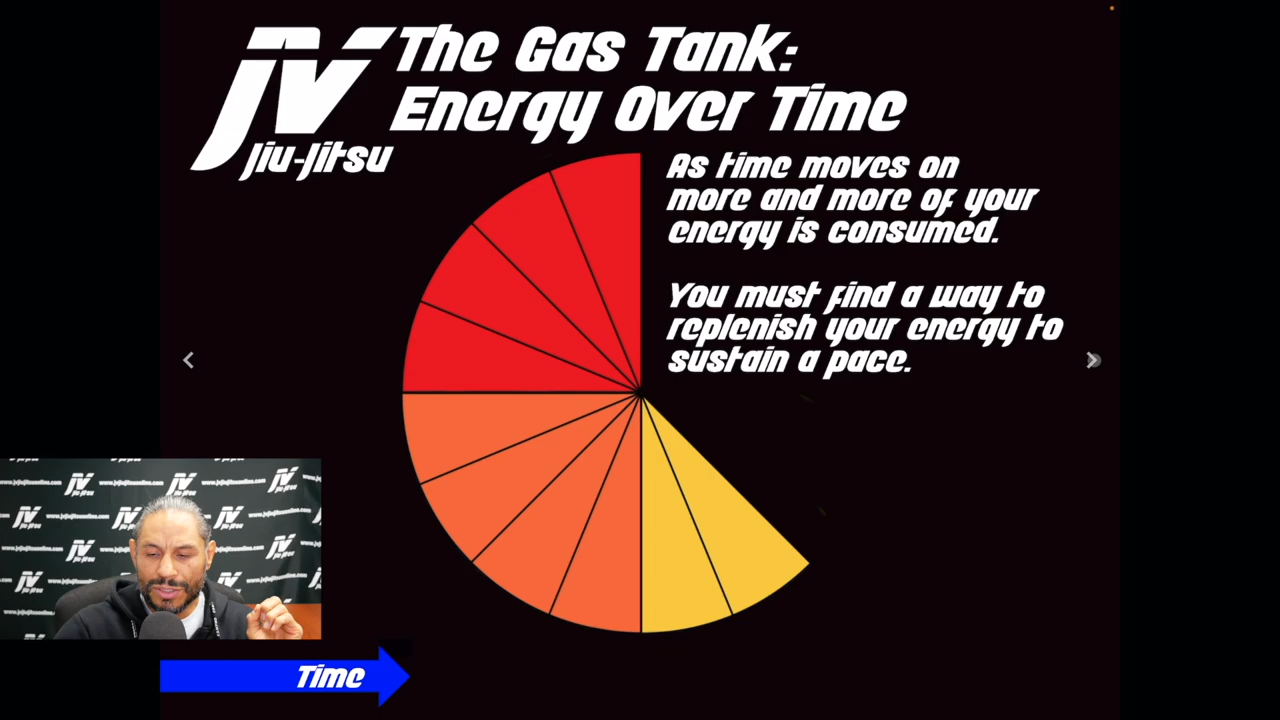 JV
Jiu-Jitsu
The Gas Tank:
Energy Over Time
As time moves on
more and more of your
energy is consumed.
You must find a way to
replenish your energy to
sustain a pace.
Time